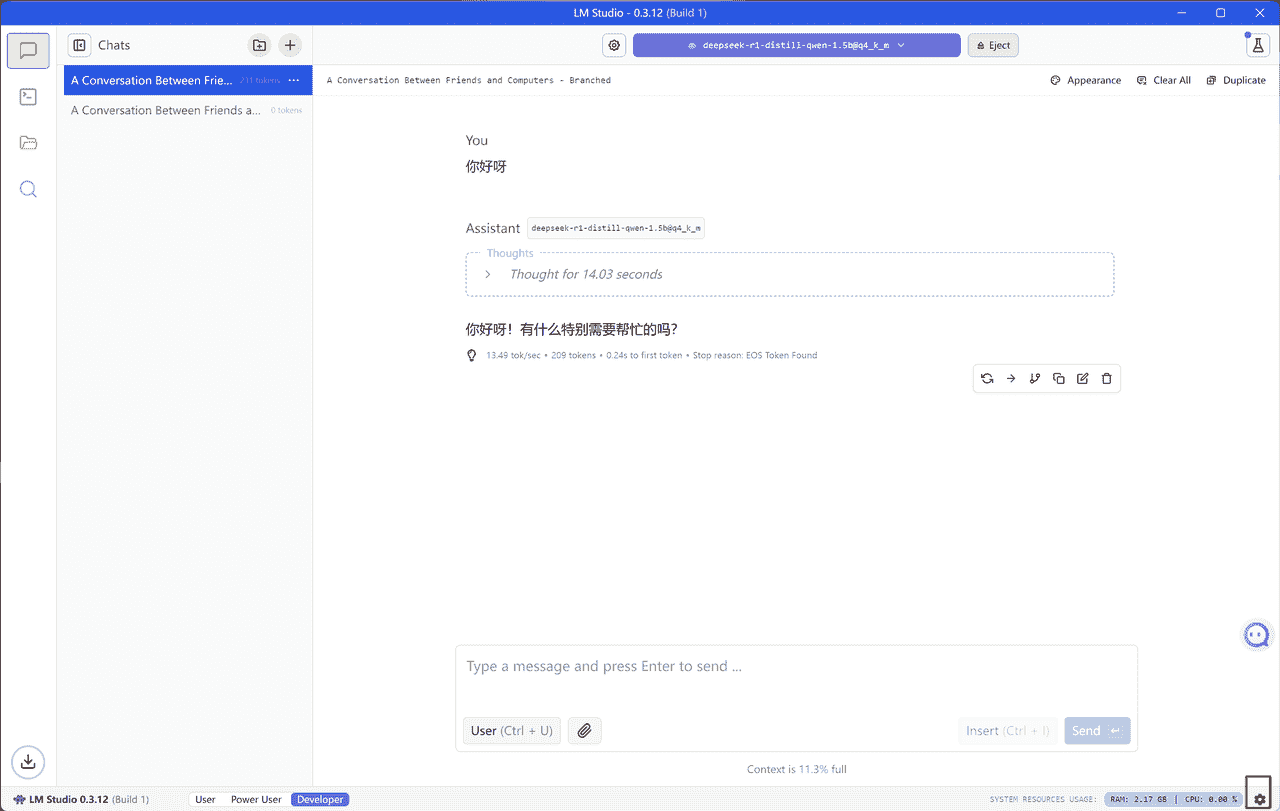 LM Studio - 0.3.12 (Build 1)
Chats
deepseek-r1-distill-qwen-1.5b@q4_k_m
Eject
A Conversation Between Frie... 211 tokens ...
A Conversation Between Friends a... 0 tokens
A Conversation Between Friends and Computers - Branched
Appearance
Clear All
Duplicate
You
你好呀
Assistant deepseek-r1-distill-qwen-1.5b@q4_k_m
Thoughts
Thought for 14.03 seconds
你好呀！有什么特别需要帮忙的吗？
13.49 tok/sec • 209 tokens • 0.24s to first token • Stop reason: EOS Token Found
Type a message and press Enter to send ...
User (Ctrl + U)
Insert (Ctrl + I)
Send
Context is 11.3% full
LM Studio 0.3.12 (Build 1)
User
Power User
Developer
SYSTEM RESOURCES USAGE: RAM: 2.17 GB | CPU: 0.00 %